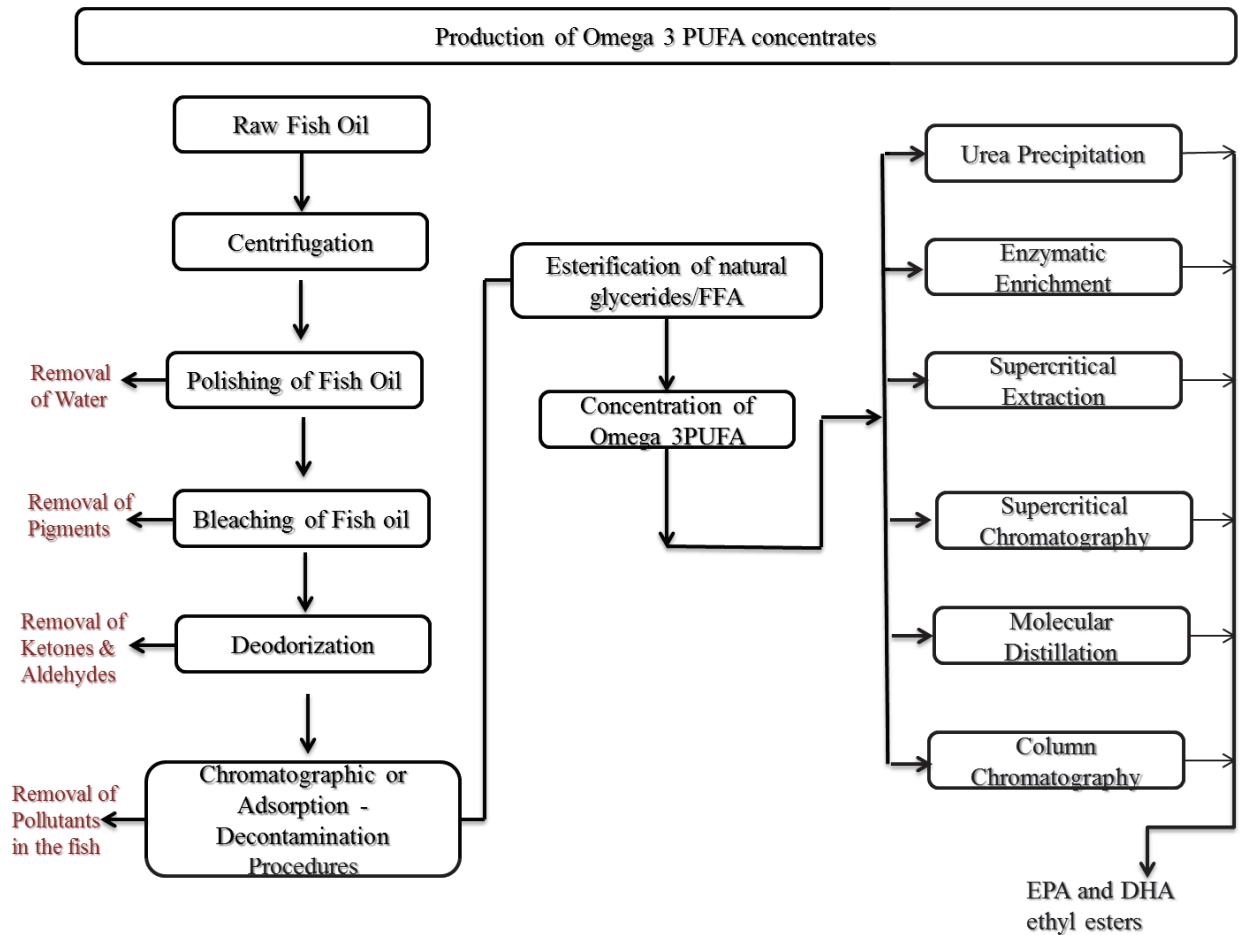 Production of Omega 3 PUFA concentrates
Raw Fish Oil
Centrifugation
Removal
of Water
Polishing of Fish Oil
Removal of
Pigments
Bleaching of Fish oil
Removal of
Ketones &
Aldehydes
Deodorization
Removal of
Pollutants
in the fish
Chromatographic or
Adsorption -
Decontamination
Procedures
Esterification of natural
glycerides/FFA
Concentration of
Omega 3PUFA
Urea Precipitation
Enzymatic
Enrichment
Supercritical
Extraction
Supercritical
Chromatography
Molecular
Distillation
Column
Chromatography
EPA and DHA
ethyl esters